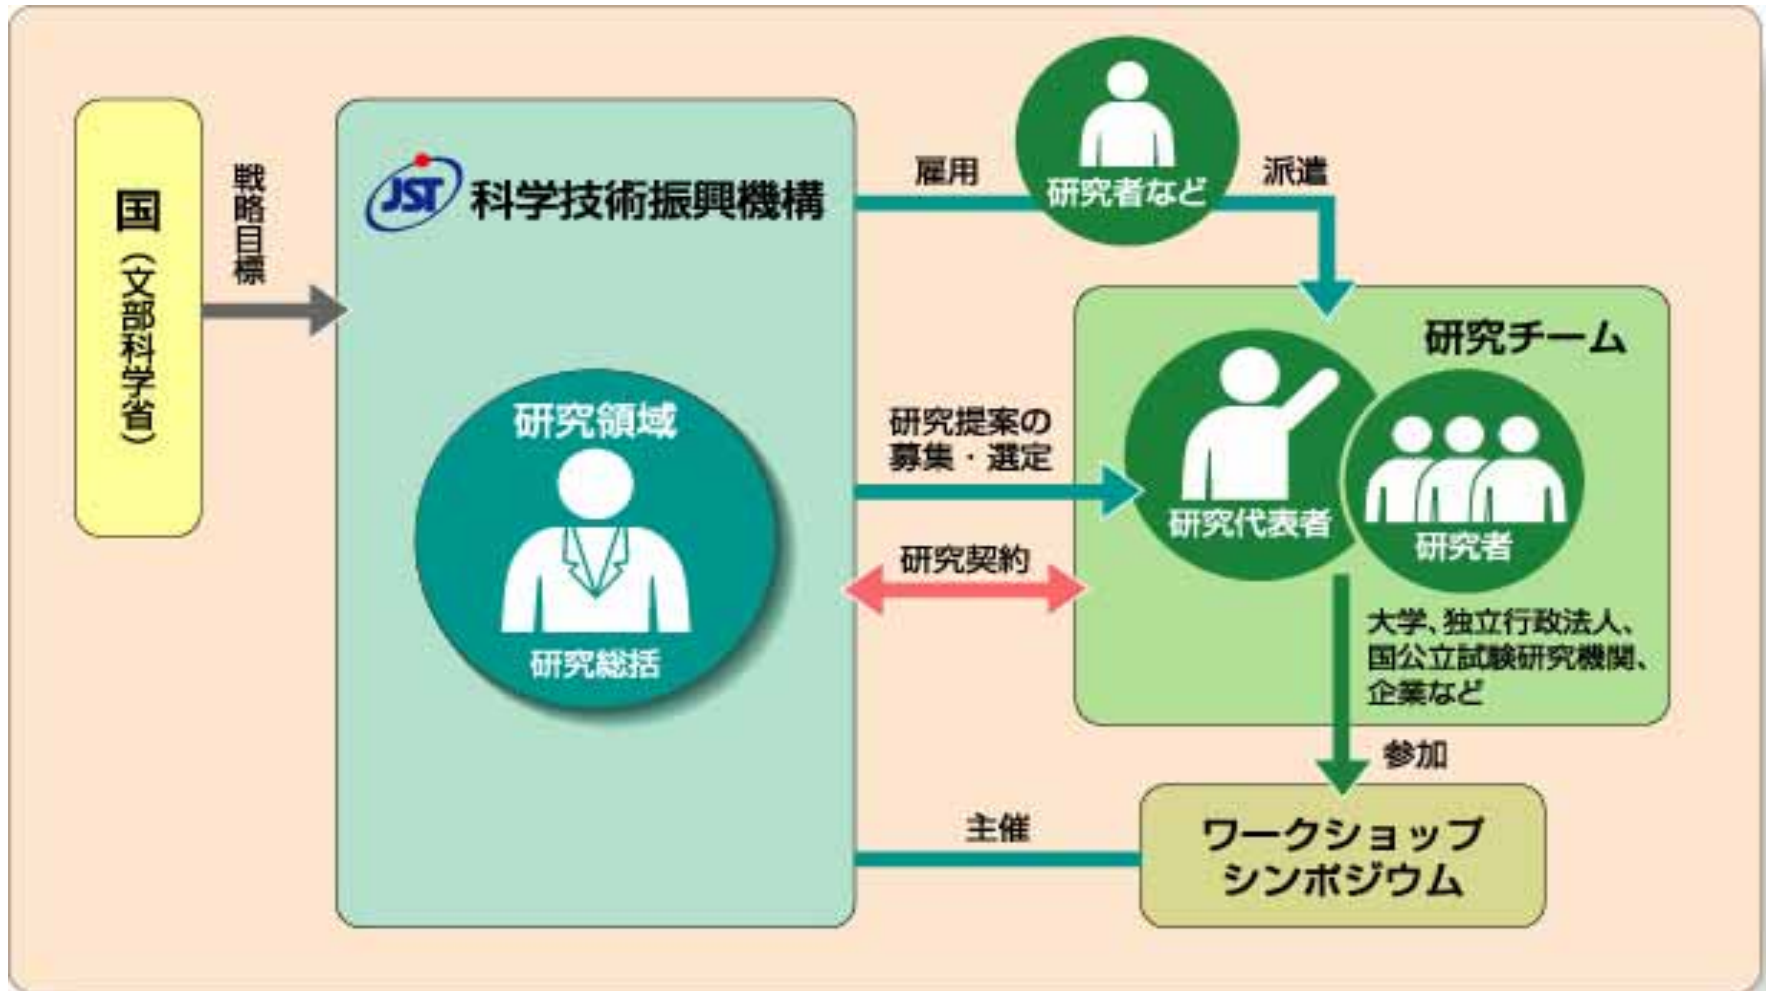 国
（文部科学省）
戦略目標
JST 科学技術振興機構
研究領域
研究総括
雇用
研究者など
派遣
研究提案の
募集・選定
研究契約
研究チーム
研究代表者
研究者
大学、独立行政法人、
国公立試験研究機関、
企業など
参加
主催
ワークショップ
シンポジウム